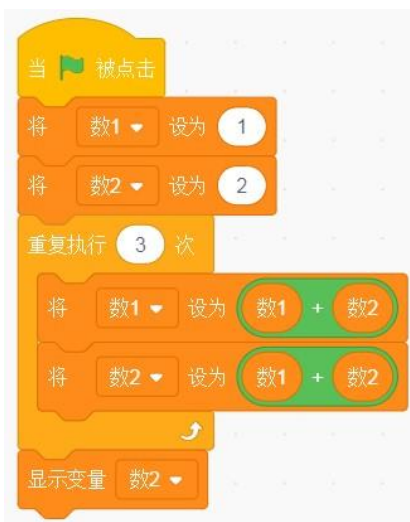 当 被点击
将 数1 设为 1
将 数2 设为 2
重复执行 3 次
将 数1 设为 数1 + 数2
将 数2 设为 数1 + 数2
显示变量 数2